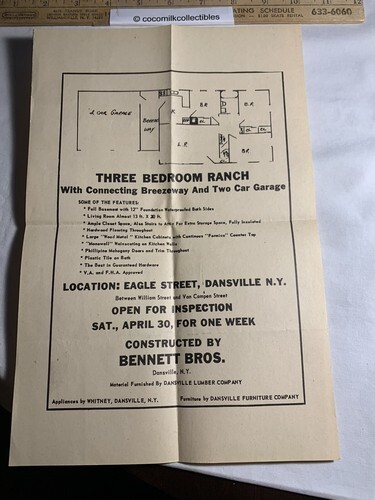 © cocomilkcollectibles
ATING SCHEDULE 633-6060
2 CAR GARAGE
Breeze
way
K
B.R.
B.R.
L.R.
B.R.
THREE BEDROOM RANCH
With Connecting Breezeway And Two Car Garage
SOME OF THE FEATURES:
* Full Basement with 12" Foundation Waterproofed Both Sides
* Living Room Almost 13 ft. X 20 ft.
* Ample Closet Space, Also Stairs to Attic For Extra Storage Space, Fully Insulated
* Hardwood Flooring Throughout
* Large "Wood Metal" Kitchen Cabinets with Continuous "Formica" Counter Top
* Wainscoating on Kitchen Walls
* Phillipine Mahogany Doors and Trim Throughout
* Plastic Tile on Bath
* The Best in Guaranteed Hardware
* V.A. and F.H.A. Approved
LOCATION: EAGLE STREET, DANSVILLE N.Y.
(Between William Street and Van Campen Street
OPEN FOR INSPECTION
SAT., APRIL 30, FOR ONE WEEK
CONSTRUCTED BY
BENNETT BROS.
Dansville, N.Y.
Material Furnished By DANSVILLE LUMBER COMPANY
Appliances by WHITNEY, DANSVILLE, N.Y. Furniture by DANSVILLE FURNITURE COMPANY